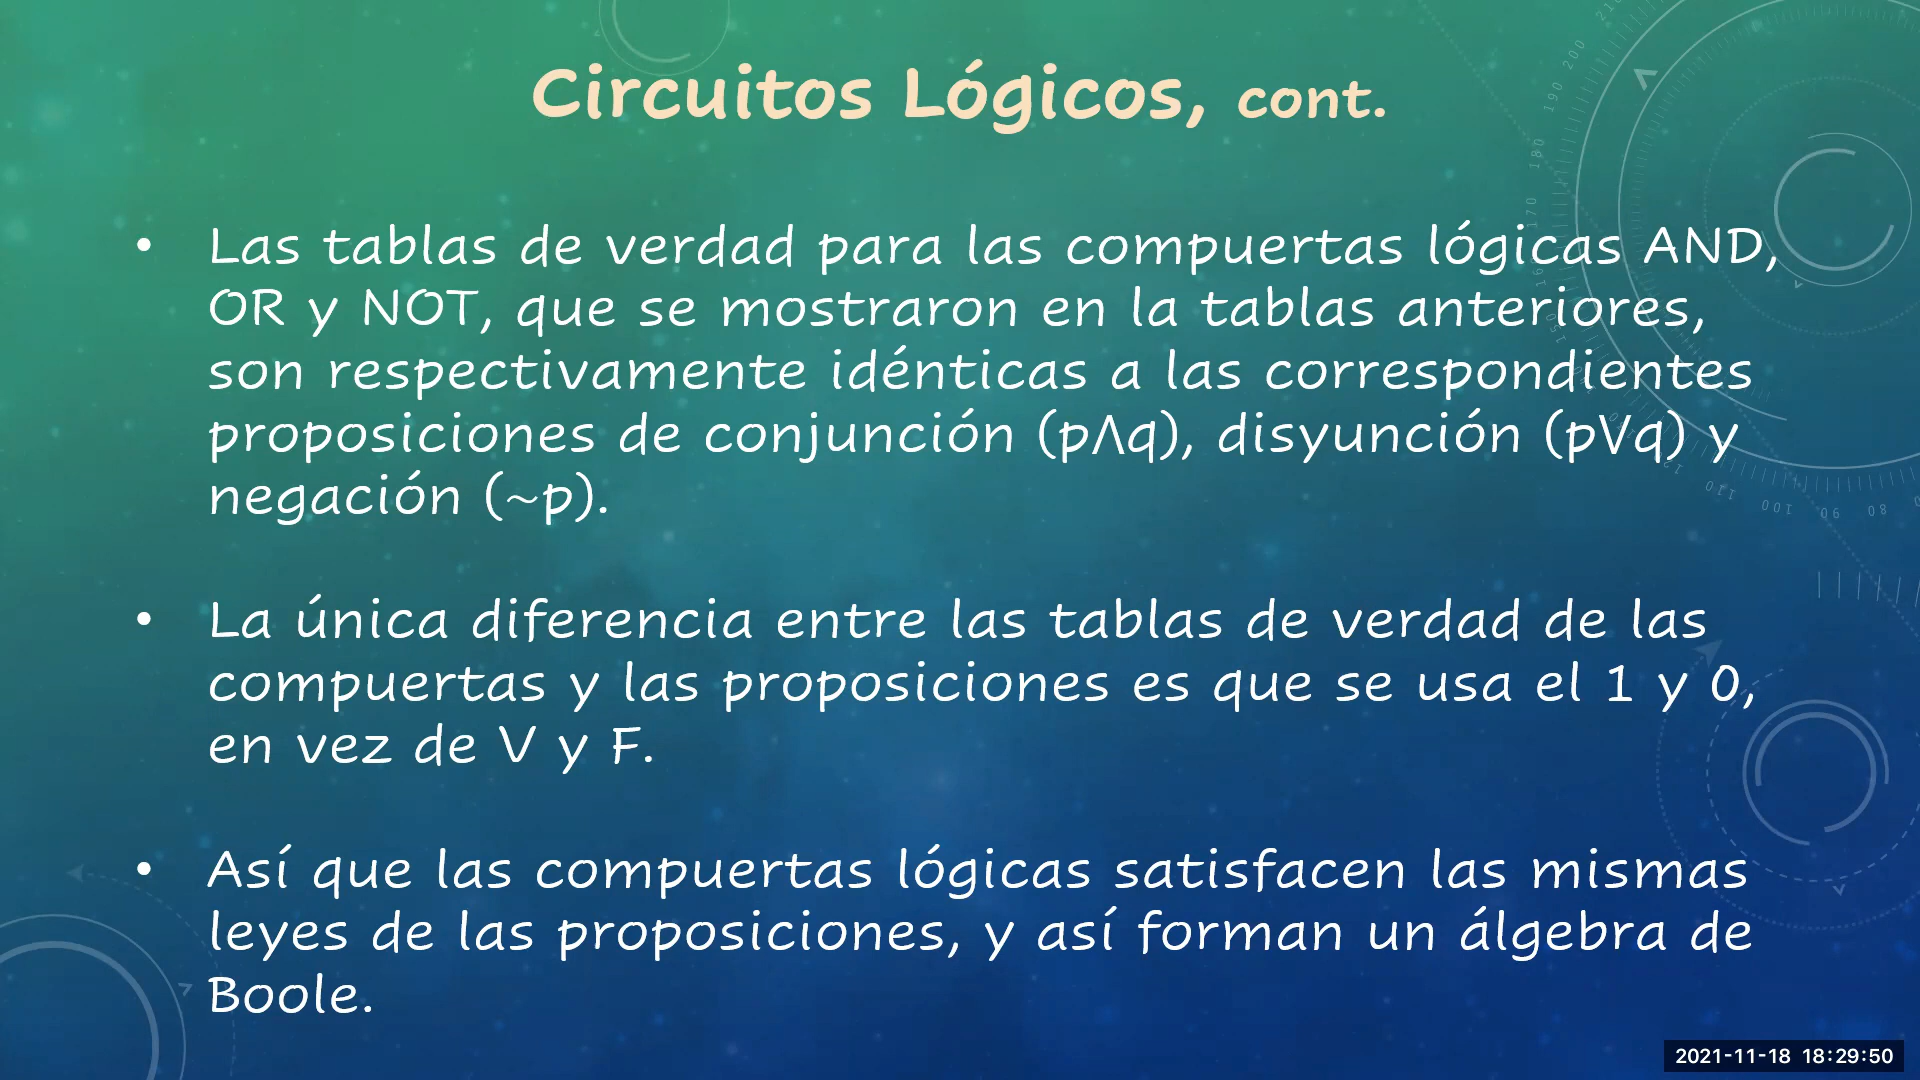 Circuitos Lógicos, cont.
• Las tablas de verdad para las compuertas lógicas AND,
OR y NOT, que se mostraron en la tablas anteriores,
son respectivamente idénticas a las correspondientes
proposiciones de conjunción (pΛq), disyunción (pVq) y
negación (~p).
• La única diferencia entre las tablas de verdad de las
compuertas y las proposiciones es que se usa el 1 y 0,
en vez de V y F.
• Así que las compuertas lógicas satisfacen las mismas
leyes de las proposiciones, y así forman un álgebra de
Boole.
2021-11-18 18:29:50